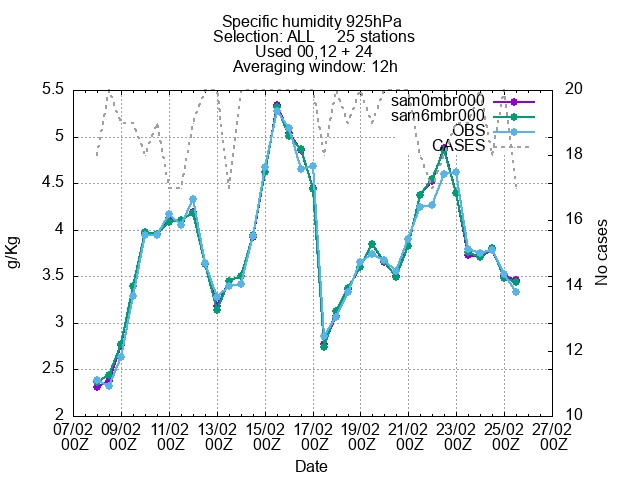 Specific humidity 925hPa
Selection: ALL 25 stations
Used 00,12 + 24
Averaging window: 12h
5.5
5
4.5
4
3.5
3
2.5
2
g/Kg
sam0mbr000
sam6mbr000
OBS
CASES
20
18
16
14
12
10
No cases
07/02 09/02 11/02 13/02 15/02 17/02 19/02 21/02 23/02 25/02 27/02
00Z 00Z 00Z 00Z 00Z 00Z 00Z 00Z 00Z 00Z 00Z
Date